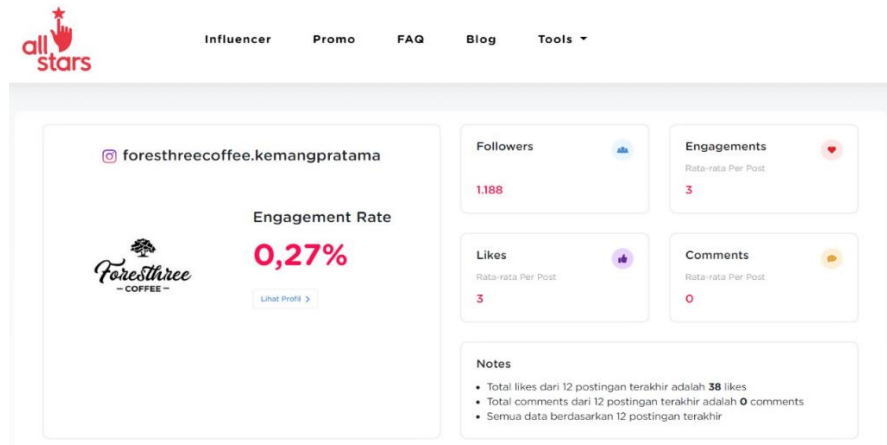 all
stars
Influencer Promo FAQ Blog Tools
foresthreecoffee.kemangpratama
Foresthree
– COFFEE –
Engagement Rate
0,27%
Lihat Profil
Followers
1.188
Engagements
Rata-rata Per Post
3
Likes
Rata-rata Per Post
3
Comments
Rata-rata Per Post
0
Notes
• Total likes dari 12 postingan terakhir adalah 38 likes
• Total comments dari 12 postingan terakhir adalah 0 comments
• Semua data berdasarkan 12 postingan terakhir